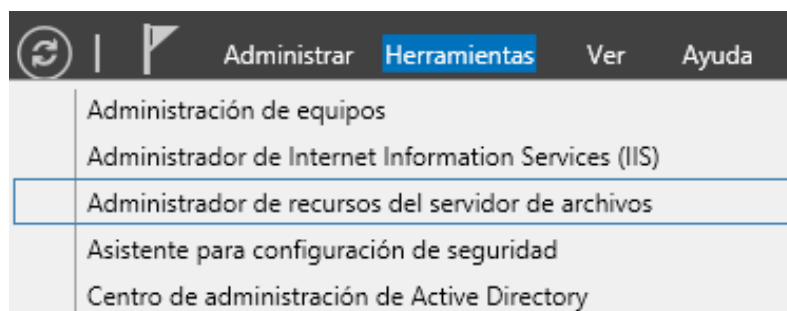 Administrar Herramientas Ver Ayuda
Administración de equipos
Administrador de Internet Information Services (IIS)
Administrador de recursos del servidor de archivos
Asistente para configuración de seguridad
Centro de administración de Active Directory